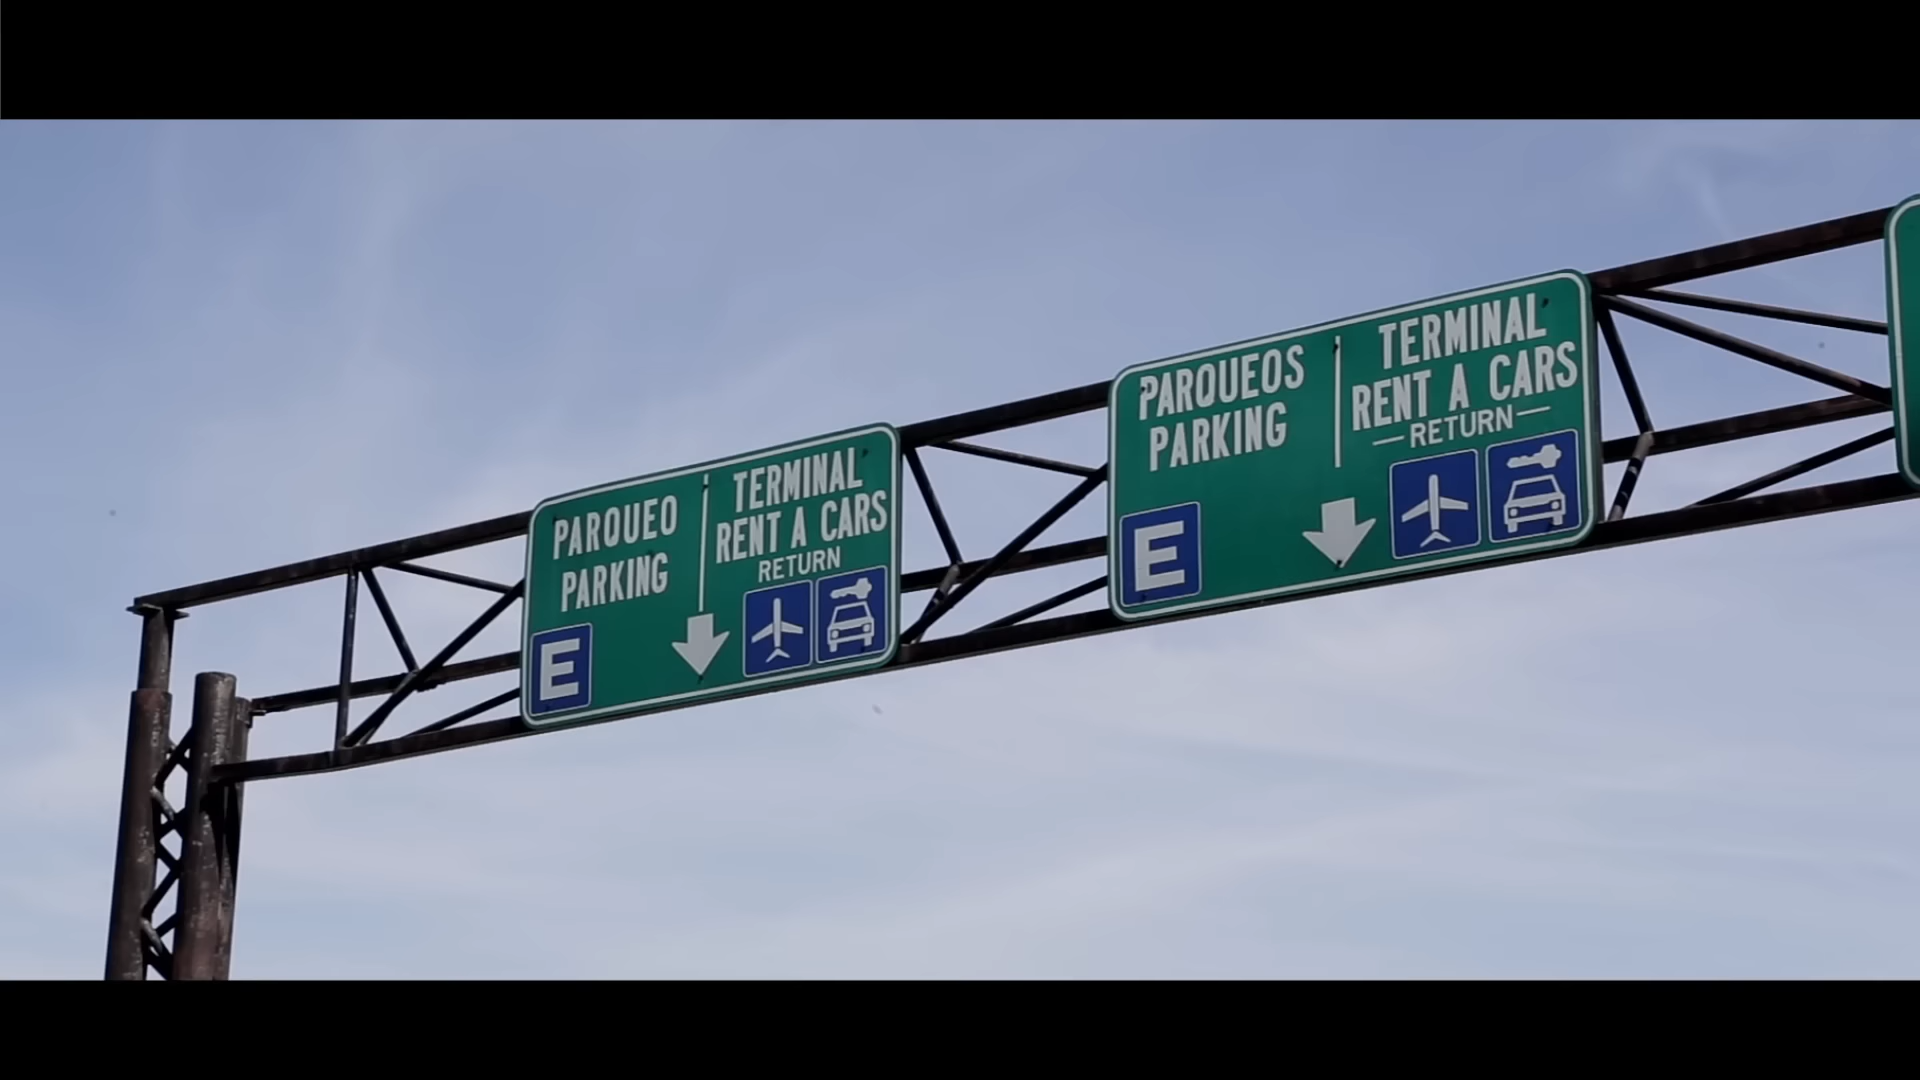 PARQUEO
PARKING
E
TERMINAL
RENT A CARS
RETURN
PARQUEOS
PARKING
E
TERMINAL
RENT A CARS
RETURN